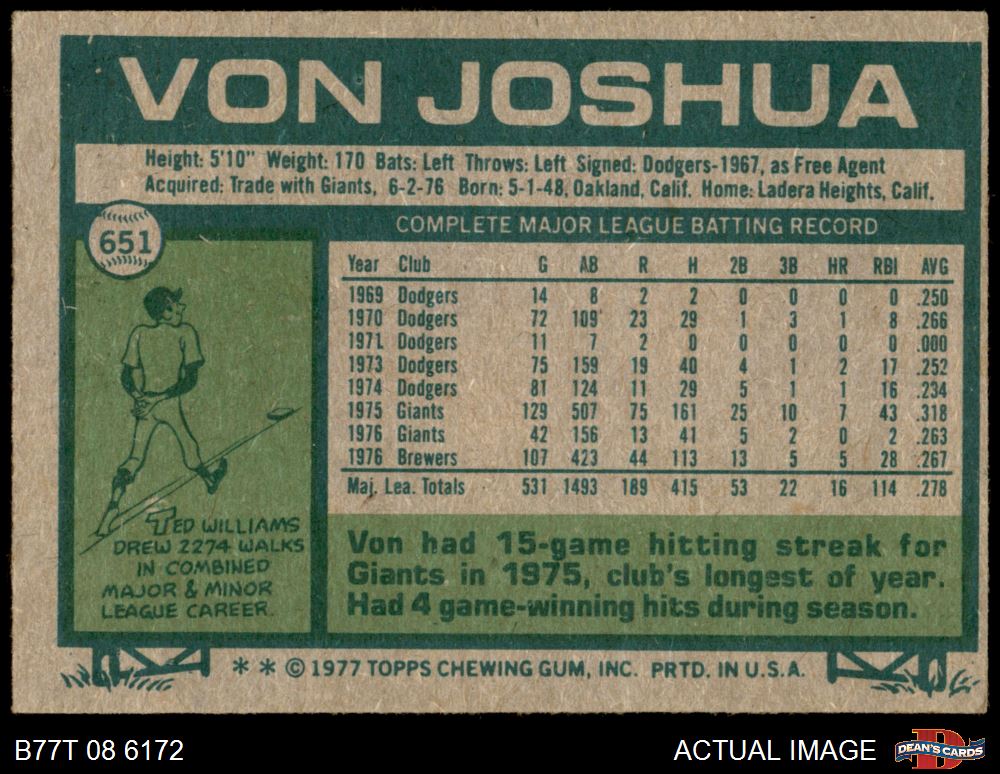 VON JOSHUA
Height: 5'10" Weight: 170 Bats: Left Throws: Left Signed: Dodgers-1967, as Free Agent
Acquired: Trade with Giants, 6-2-76 Born: 5-1-48, Oakland, Calif. Home: Ladera Heights, Calif.
651
COMPLETE MAJOR LEAGUE BATTING RECORD
Year Club G AB R H 2B 3B HR RBI AVG
1969 Dodgers 14 8 2 2 0 0 0 0 .250
1970 Dodgers 72 109 23 29 1 3 1 8 .266
1971 Dodgers 11 7 2 0 0 0 0 0 .000
1973 Dodgers 75 159 19 40 4 1 2 17 .252
1974 Dodgers 81 124 11 29 5 1 1 16 .234
1975 Giants 129 507 75 161 25 10 7 43 .318
1976 Giants 42 156 13 41 5 2 0 2 .263
1976 Brewers 107 423 44 113 13 5 5 28 .267
Maj. Lea. Totals 531 1493 189 415 53 22 16 114 .278
TED WILLIAMS
DREW 2274 WALKS
IN COMBINED
MAJOR & MINOR
LEAGUE CAREER.
Von had 15-game hitting streak for
Giants in 1975, club's longest of year.
Had 4 game-winning hits during season.
** © 1977 TOPPS CHEWING GUM, INC. PRTD. IN U.S.A.
B77T 08 6172
ACTUAL IMAGE
DEAN'S CARDS